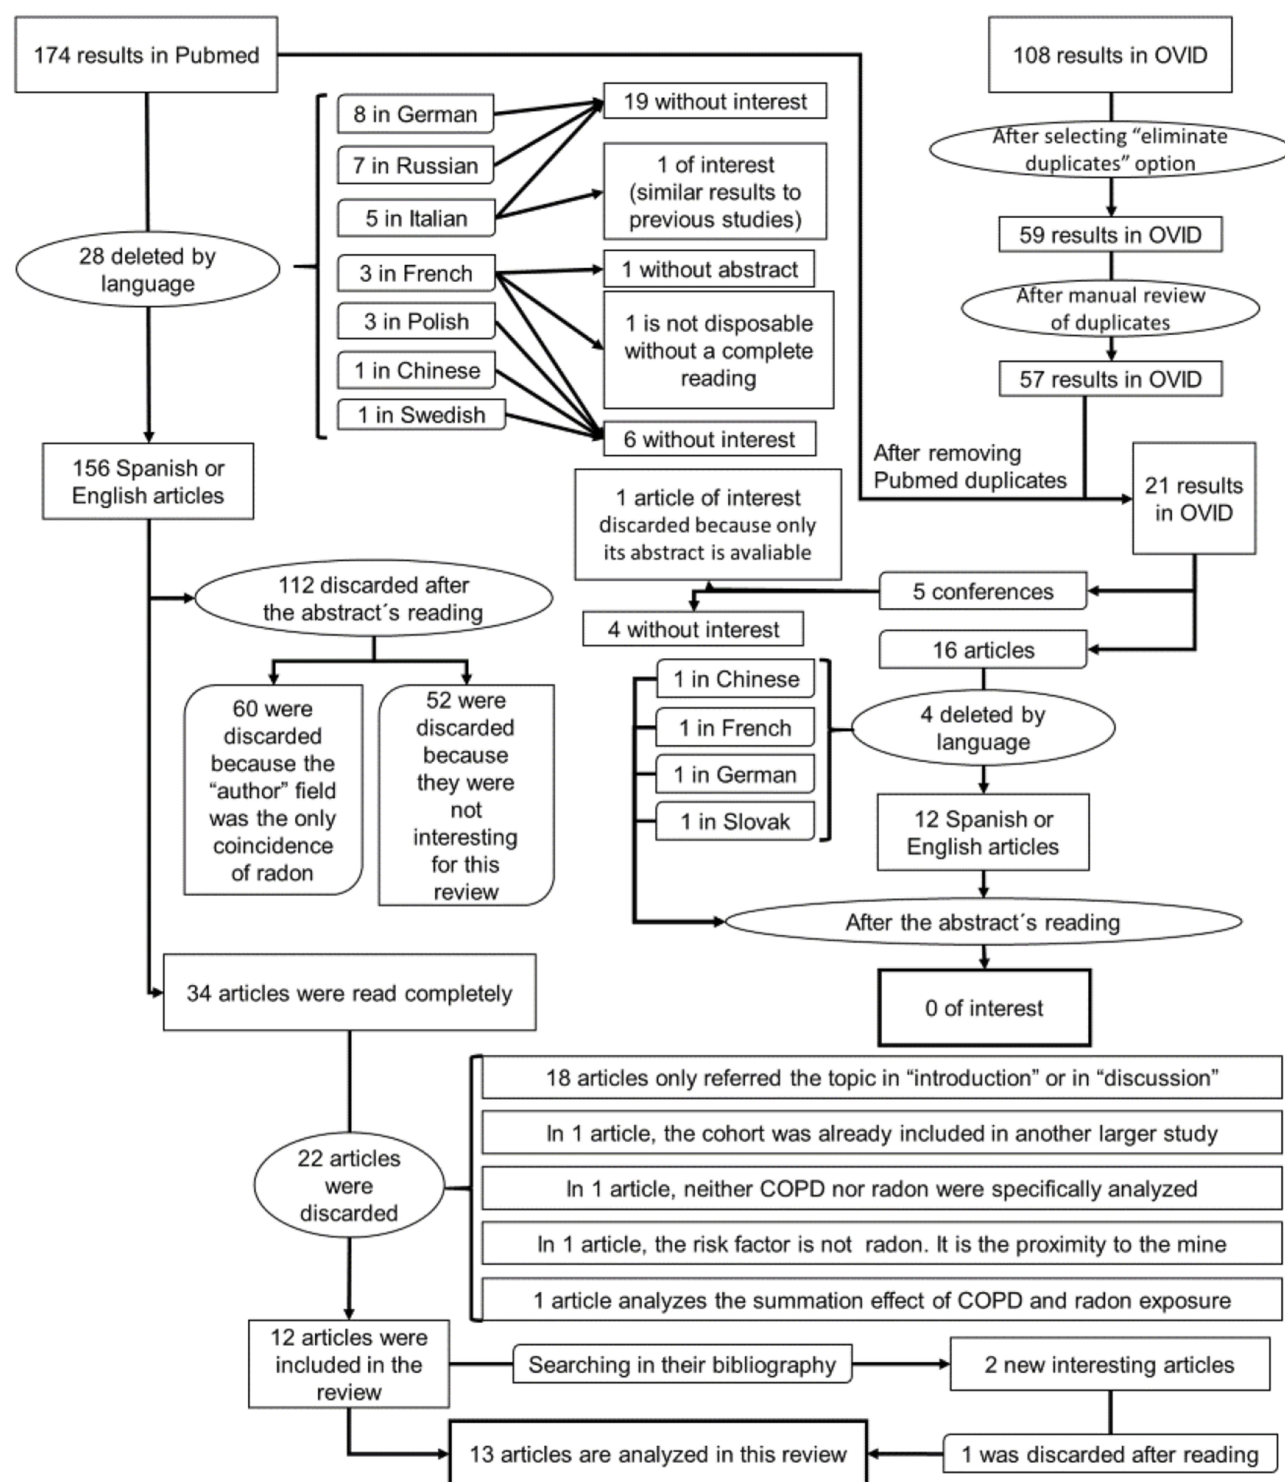 174 results in Pubmed
108 results in OVID
8 in German
7 in Russian
5 in Italian
3 in French
3 in Polish
1 in Chinese
1 in Swedish
19 without interest
1 of interest
(similar results to
previous studies)
1 without abstract
1 is not disposable
without a complete
reading
6 without interest
28 deleted by
language
After selecting “eliminate
duplicates” option
59 results in OVID
After manual review
of duplicates
57 results in OVID
After removing
Pubmed duplicates
21 results
in OVID
156 Spanish or
English articles
1 article of interest
discarded because only
its abstract is avaliable
5 conferences
4 without interest
16 articles
112 discarded after
the abstract´s reading
60 were
discarded
because the
“author” field
was the only
coincidence
of radon
52 were
discarded
because
they were
not
interesting
for this
review
1 in Chinese
1 in French
1 in German
1 in Slovak
4 deleted by
language
12 Spanish or
English articles
After the abstract´s reading
0 of interest
34 articles were read completely
18 articles only referred the topic in “introduction” or in “discussion”
In 1 article, the cohort was already included in another larger study
In 1 article, neither COPD nor radon were specifically analyzed
In 1 article, the risk factor is not radon. It is the proximity to the mine
1 article analyzes the summation effect of COPD and radon exposure
22 articles
were
discarded
12 articles were
included in the
review
Searching in their bibliography
2 new interesting articles
13 articles are analyzed in this review
1 was discarded after reading